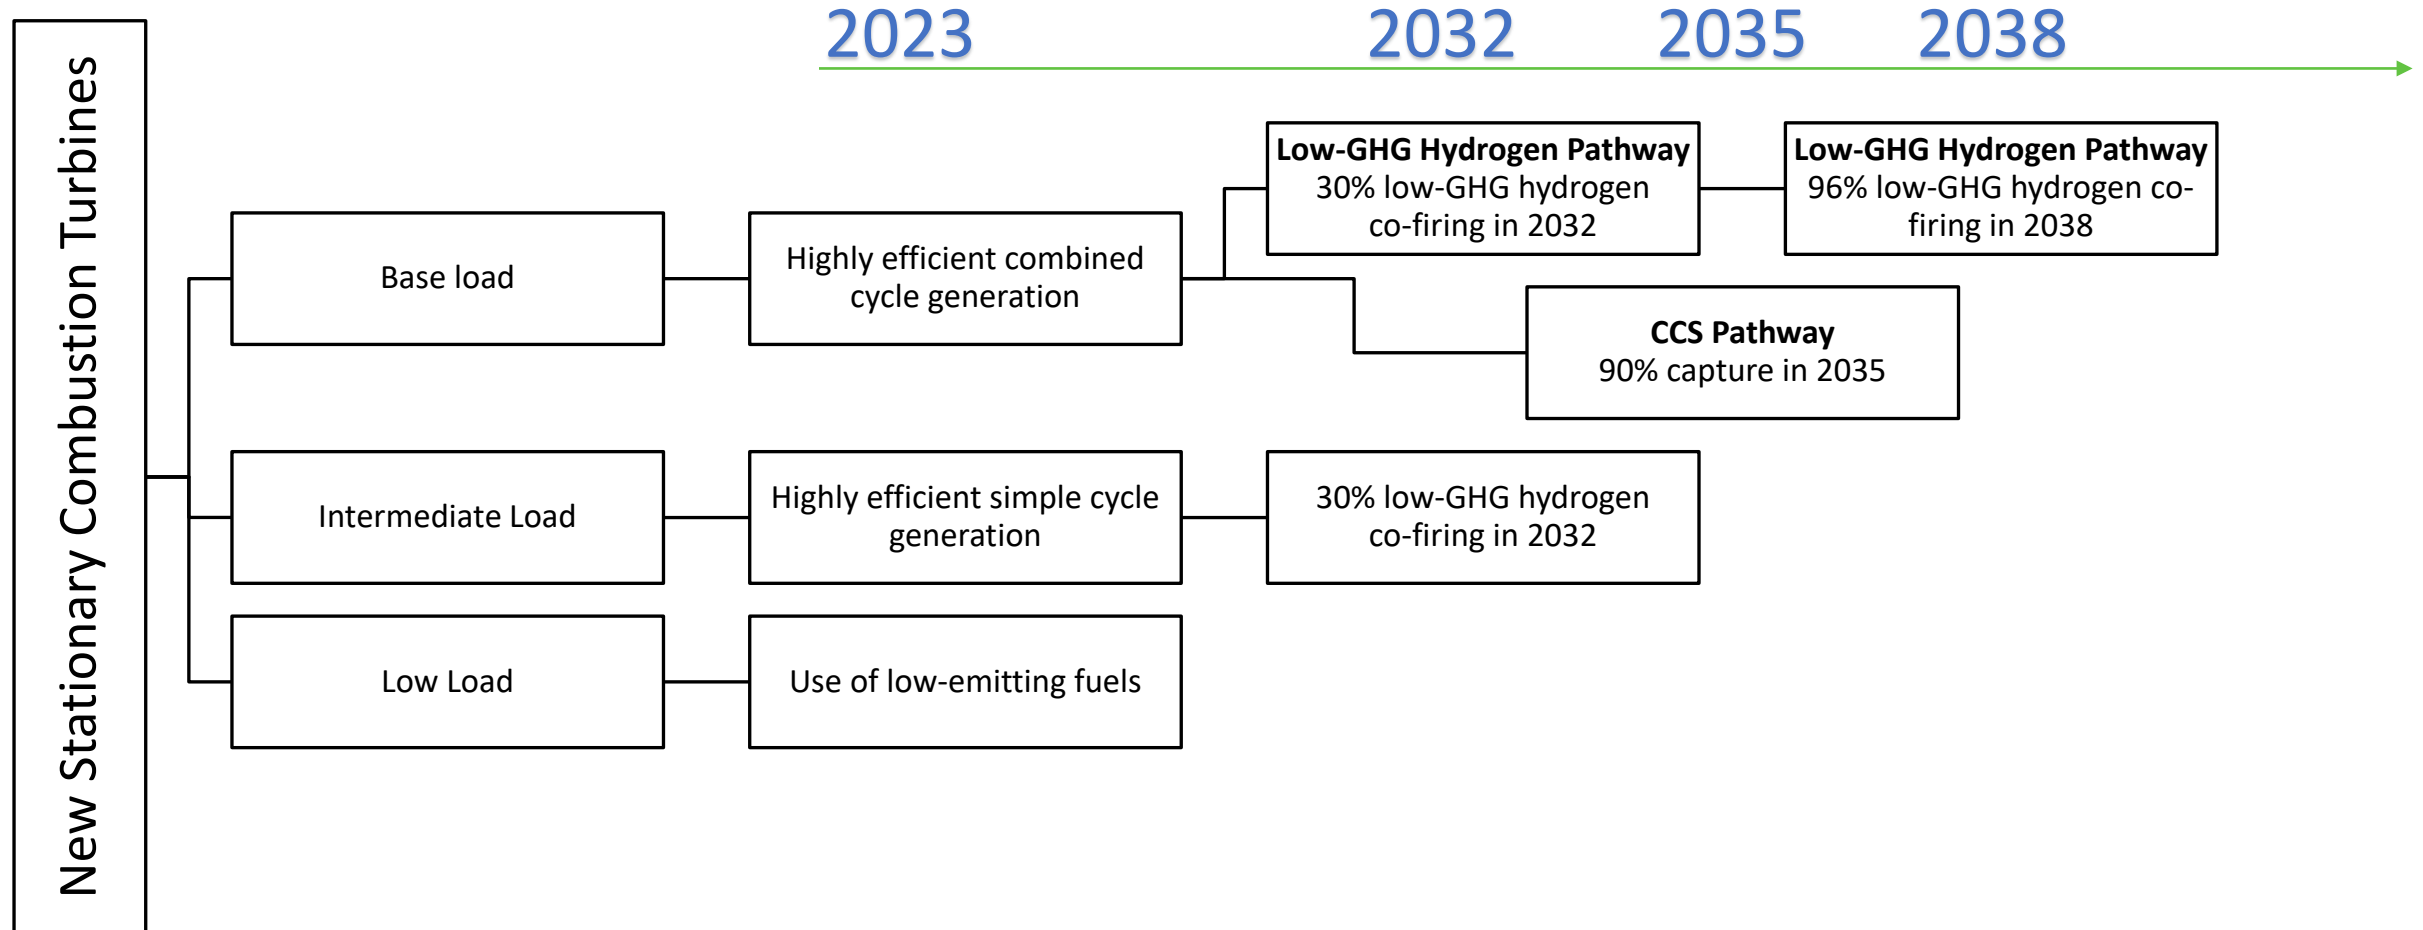 2023 2032 2035 2038
New Stationary Combustion Turbines
Base load
Highly efficient combined
cycle generation
Low-GHG Hydrogen Pathway
30% low-GHG hydrogen
co-firing in 2032
Low-GHG Hydrogen Pathway
96% low-GHG hydrogen co-
firing in 2038
CCS Pathway
90% capture in 2035
Intermediate Load
Highly efficient simple cycle
generation
30% low-GHG hydrogen
co-firing in 2032
Low Load
Use of low-emitting fuels